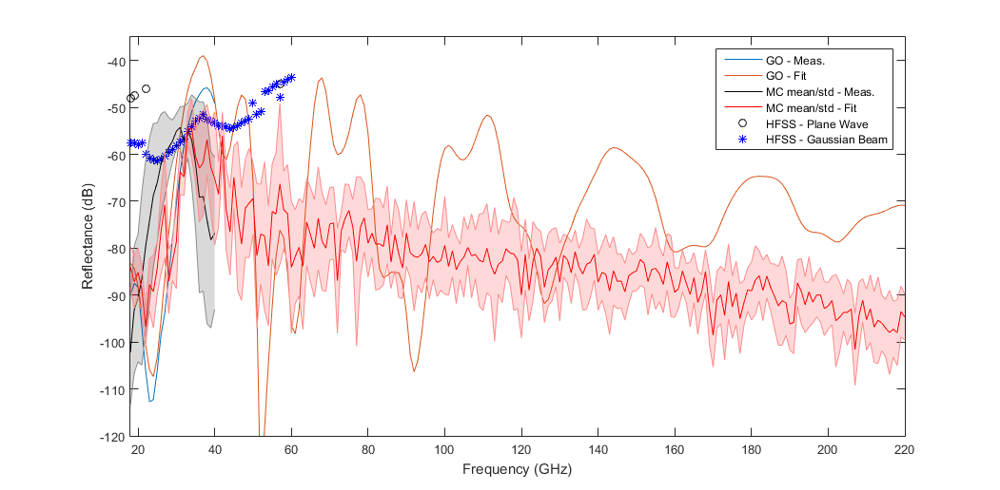 -40
-50
-60
-70
-80
-90
-100
-110
-120
Reflectance (dB)
20 40 60 80 100 120 140 160 180 200 220
Frequency (GHz)
GO - Meas.
GO - Fit
MC mean/std - Meas.
MC mean/std - Fit
HFSS - Plane Wave
HFSS - Gaussian Beam